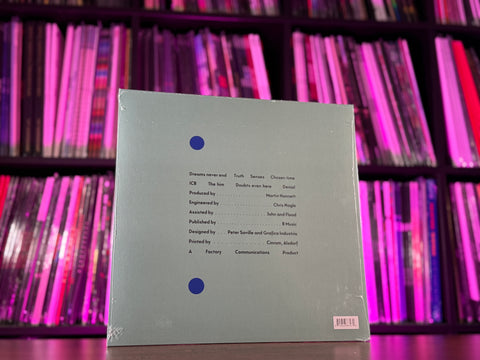 Dreams never end Truth Senses Chosen time
ICB The him Doubts even here Denial
Produced by Martin Hannett
Engineered by Chris Nagle
Assisted by John and Flood
Published by B Music
Designed by Peter Saville and Grafica Industria
Printed by Cinram, Alsdorf
A Factory Communications Product